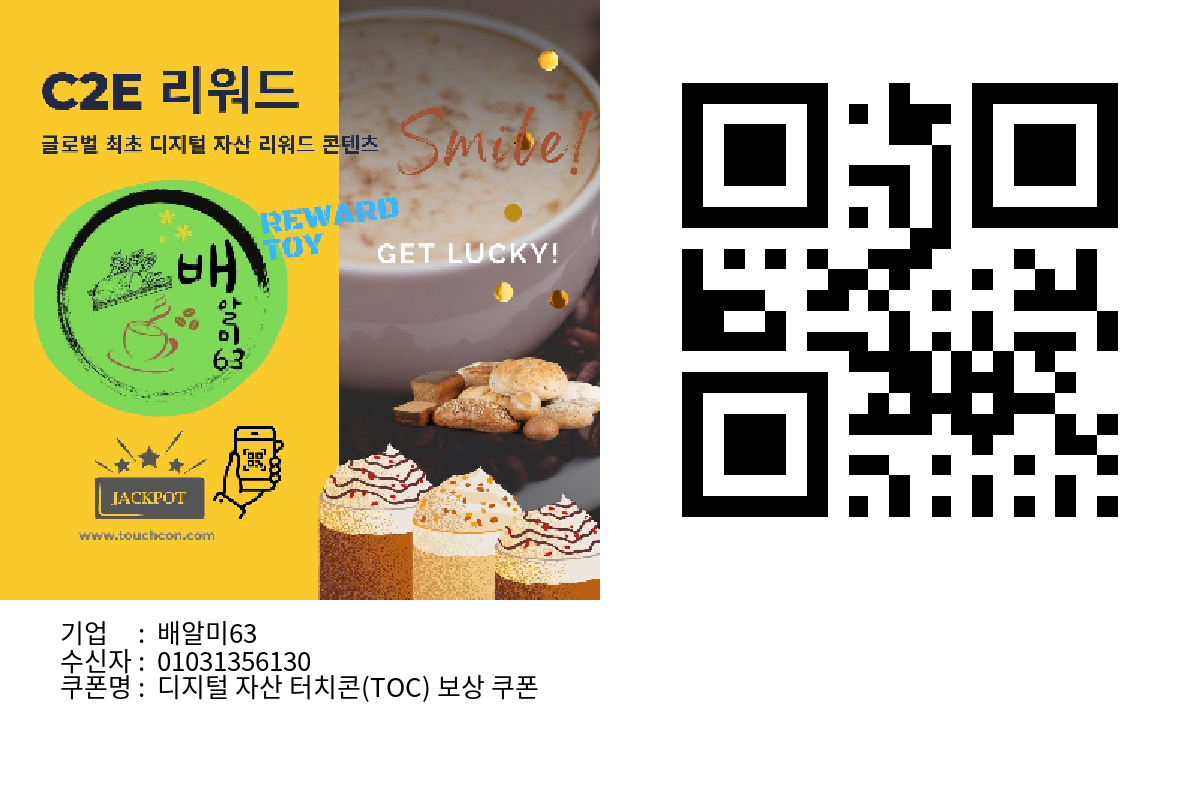 C2E 리워드
글로벌 최초 디지털 자산 리워드 콘텐츠
Smile!
REWARD
TOY
GET LUCKY!
배
알
미
63
JACKPOT
www.touchcon.com
기업 : 배알미63
수신자 : 01031356130
쿠폰명 : 디지털 자산 터치콘(TOC) 보상 쿠폰